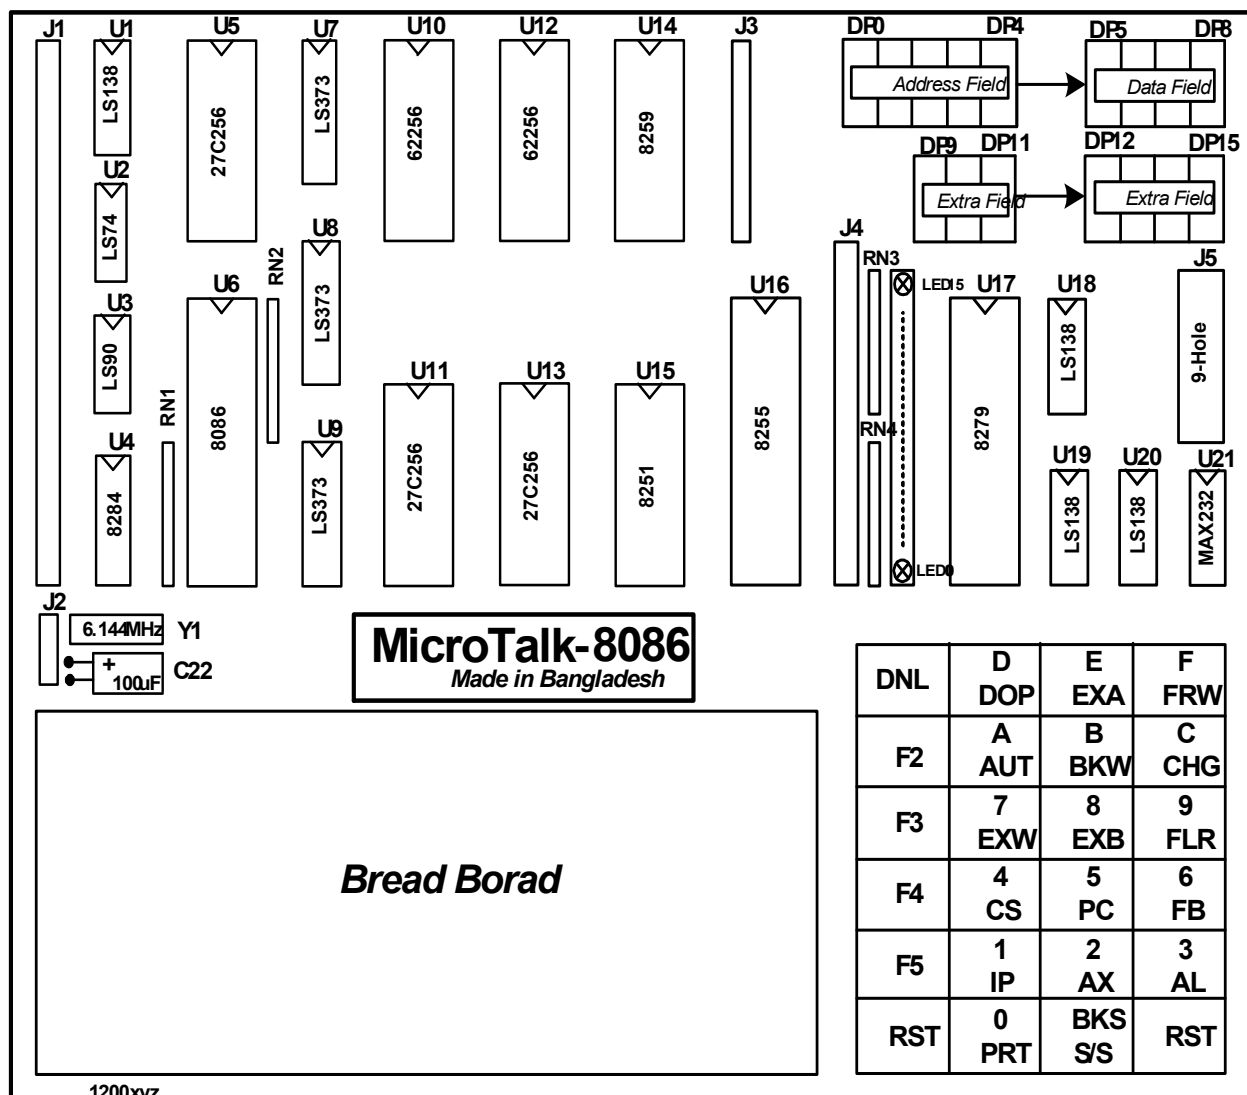 J1 U1 U5 U7 U10 U12 U14 J3 DP0 DP4 DP5 DP8
LS138 27C256 LS373 62256 62256 8259 Address Field Data Field
DP9 DP11 DP12 DP15
Extra Field Extra Field
U2 LS74
U8 LS373
RN2
J4 RN3 LED15
J5 9-Hole
U3 LS90
U6 8086
U16 8255
U17 8279
U18 LS138
RN1
U11 27C256
U13 27C256
U15 8251
U4 8284
U9 LS373
RN4 LED0
U19 LS138
U20 LS138
U21 MAX232
J2 6.144MHz Y1
+ 100uF C22
MicroTalk-8086
Made in Bangladesh
Bread Borad
DNL D DOP E EXA F FRW
F2 A AUT B BKW C CHG
F3 7 EXW 8 EXB 9 FLR
F4 4 CS 5 PC 6 FB
F5 1 IP 2 AX 3 AL
RST 0 PRT BKS S/S RST
1200xyz